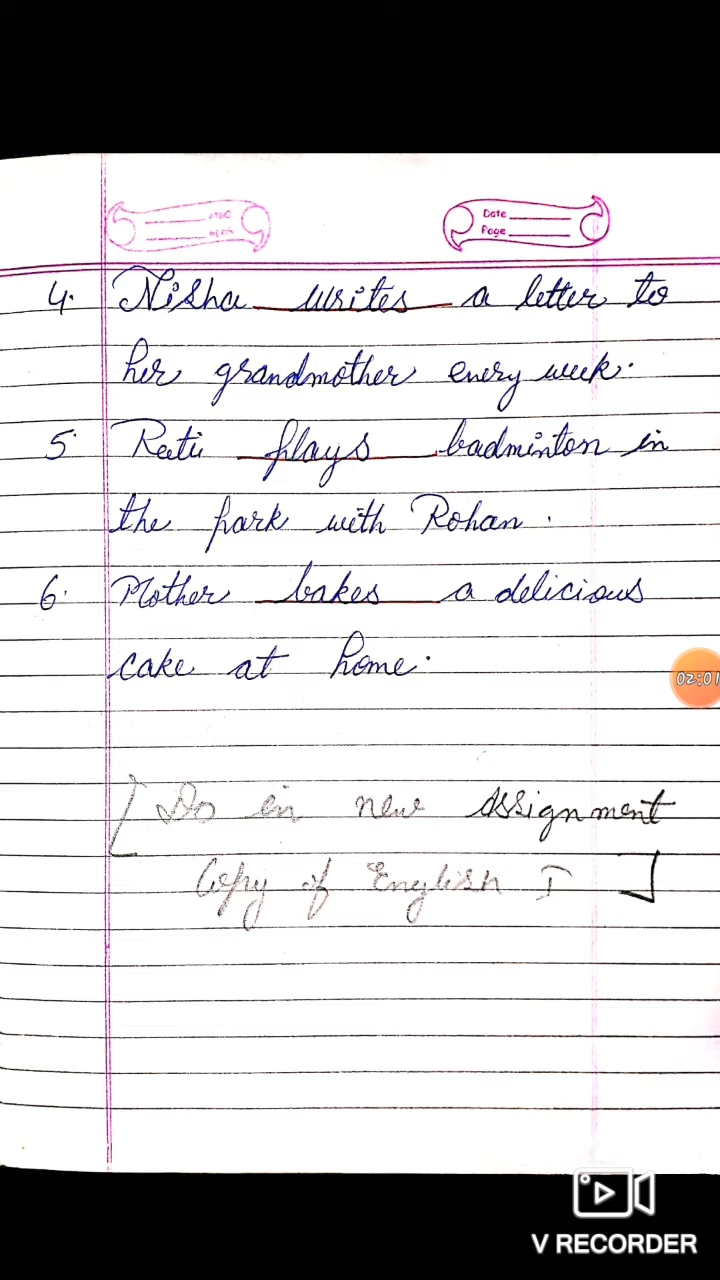 Date
Page
4. Nisha writes a letter to
her grandmother every week.
5. Reetu plays badminton in
the park with Rohan.
6. Mother bakes a delicious
cake at home.
[ Do in new assignment
Copy of English I ]
02:01
V RECORDER